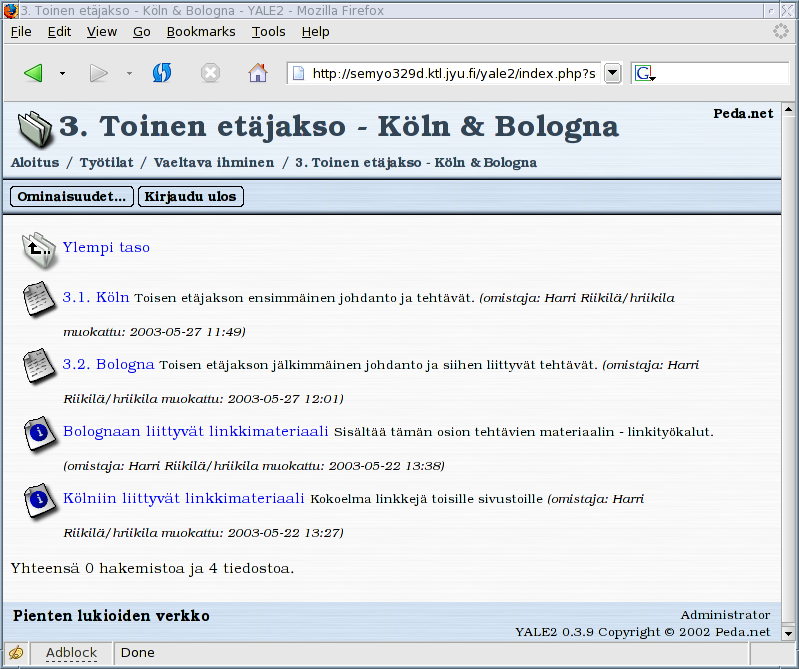 3. Toinen etäjakso - Köln & Bologna - YALE2 - Mozilla Firefox
File Edit View Go Bookmarks Tools Help
http://semyo329d.ktl.jyu.fi/yale2/index.php?s
G
Peda.net
3. Toinen etäjakso - Köln & Bologna
Aloitus / Työtilat / Vaeltava ihminen / 3. Toinen etäjakso - Köln & Bologna
Ominaisuudet... Kirjaudu ulos
Ylempi taso
3.1. Köln Toisen etäjakson ensimmäinen johdanto ja tehtävät. (omistaja: Harri Riikilä/hriikila
muokattu: 2003-05-27 11:49)
3.2. Bologna Toisen etäjakson jälkimmäinen johdanto ja siihen liittyvät tehtävät. (omistaja: Harri
Riikilä/hriikila muokattu: 2003-05-27 12:01)
Bolognaan liittyvät linkkimateriaali Sisältää tämän osion tehtävien materiaalin - linkityökalut.
(omistaja: Harri Riikilä/hriikila muokattu: 2003-05-22 13:38)
Kölniin liittyvät linkkimateriaali Kokoelma linkkejä toisille sivustoille (omistaja: Harri
Riikilä/hriikila muokattu: 2003-05-22 13:27)
Yhteensä 0 hakemistoa ja 4 tiedostoa.
Pienten lukioiden verkko
Administrator
YALE2 0.3.9 Copyright © 2002 Peda.net
Adblock Done